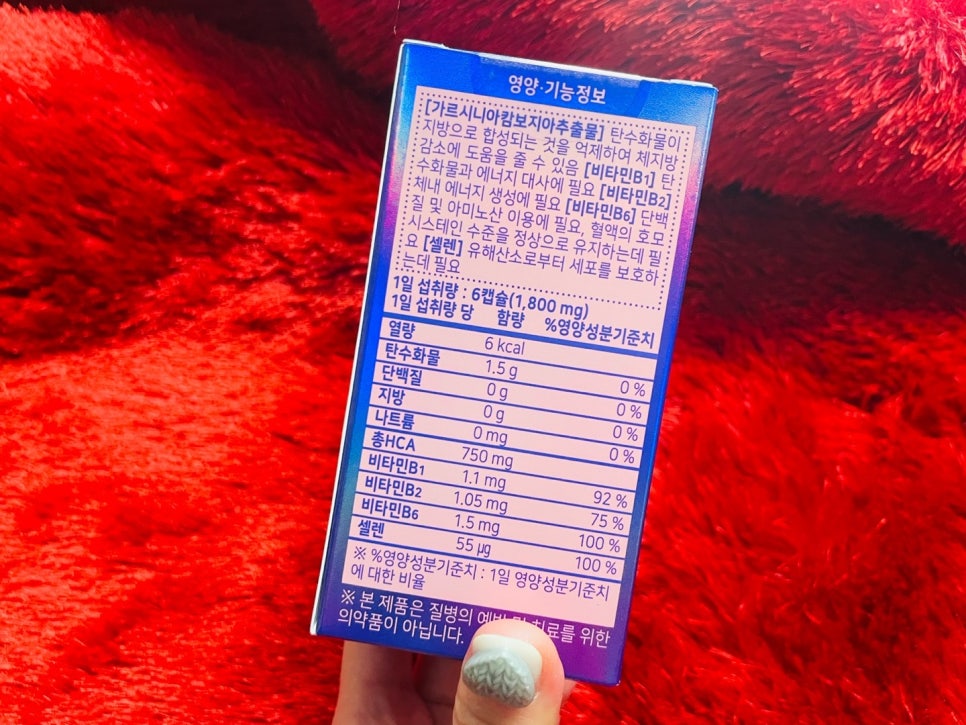 영양·기능정보
[가르시니아캄보지아추출물] 탄수화물이
지방으로 합성되는 것을 억제하여 체지방
감소에 도움을 줄 수 있음 [비타민B1] 탄
수화물과 에너지 대사에 필요 [비타민B2]
체내 에너지 생성에 필요 [비타민B6] 단백
질 및 아미노산 이용에 필요, 혈액의 호모
시스테인 수준을 정상으로 유지하는데 필
요 [셀렌] 유해산소로부터 세포를 보호하
는데 필요
1일 섭취량 : 6캡슐(1,800 mg)
1일 섭취량 당 함량 %영양성분기준치
열량 6 kcal
탄수화물 1.5 g 0 %
단백질 0 g 0 %
지방 0 g 0 %
나트륨 0 mg 0 %
총HCA 750 mg
비타민B1 1.1 mg 92 %
비타민B2 1.05 mg 75 %
비타민B6 1.5 mg 100 %
셀렌 55 µg 100 %
※ %영양성분기준치 : 1일 영양성분기준치
에 대한 비율
※ 본 제품은 질병의 위한
의약품이 아닙니다.